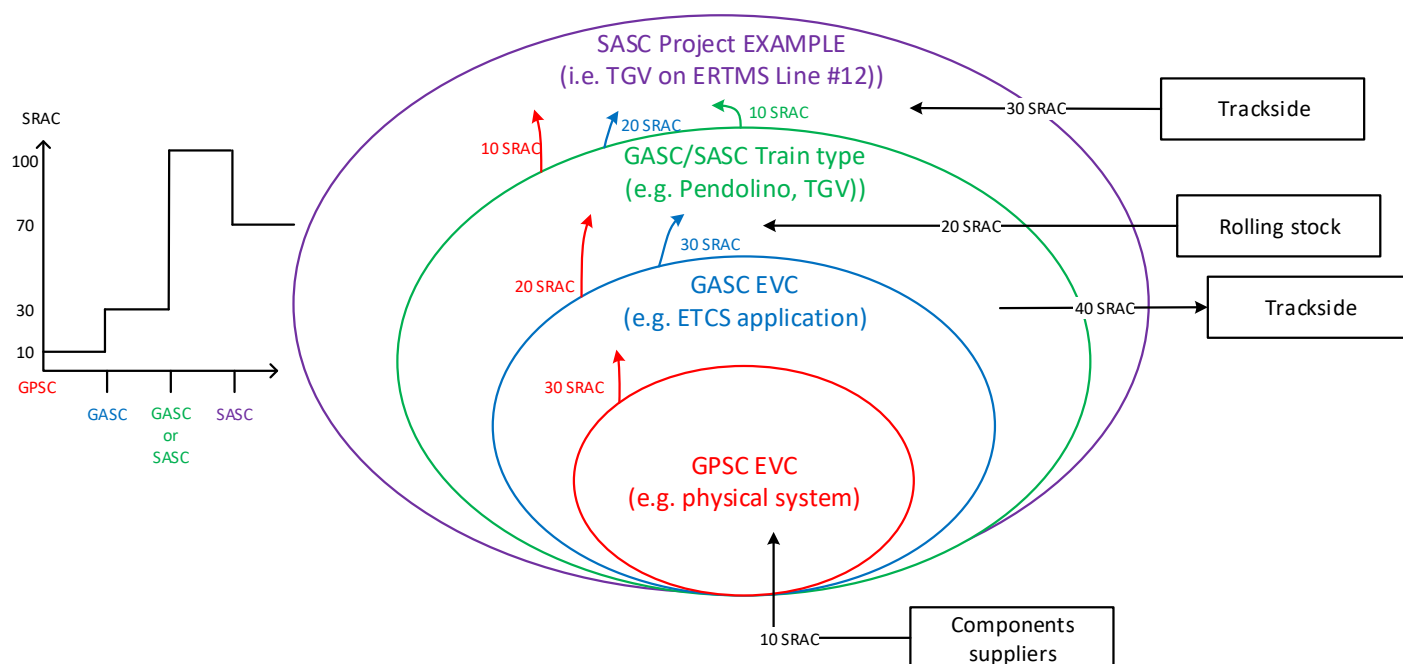 SRAC
100
70
30
10
GPSC
GASC
GASC
or
SASC
SASC
SASC Project EXAMPLE
(i.e. TGV on ERTMS Line #12))
10 SRAC
20 SRAC
10 SRAC
30 SRAC
Trackside
GASC/SASC Train type
(e.g. Pendolino, TGV))
20 SRAC
30 SRAC
20 SRAC
Rolling stock
GASC EVC
(e.g. ETCS application)
40 SRAC
Trackside
30 SRAC
GPSC EVC
(e.g. physical system)
10 SRAC
Components
suppliers